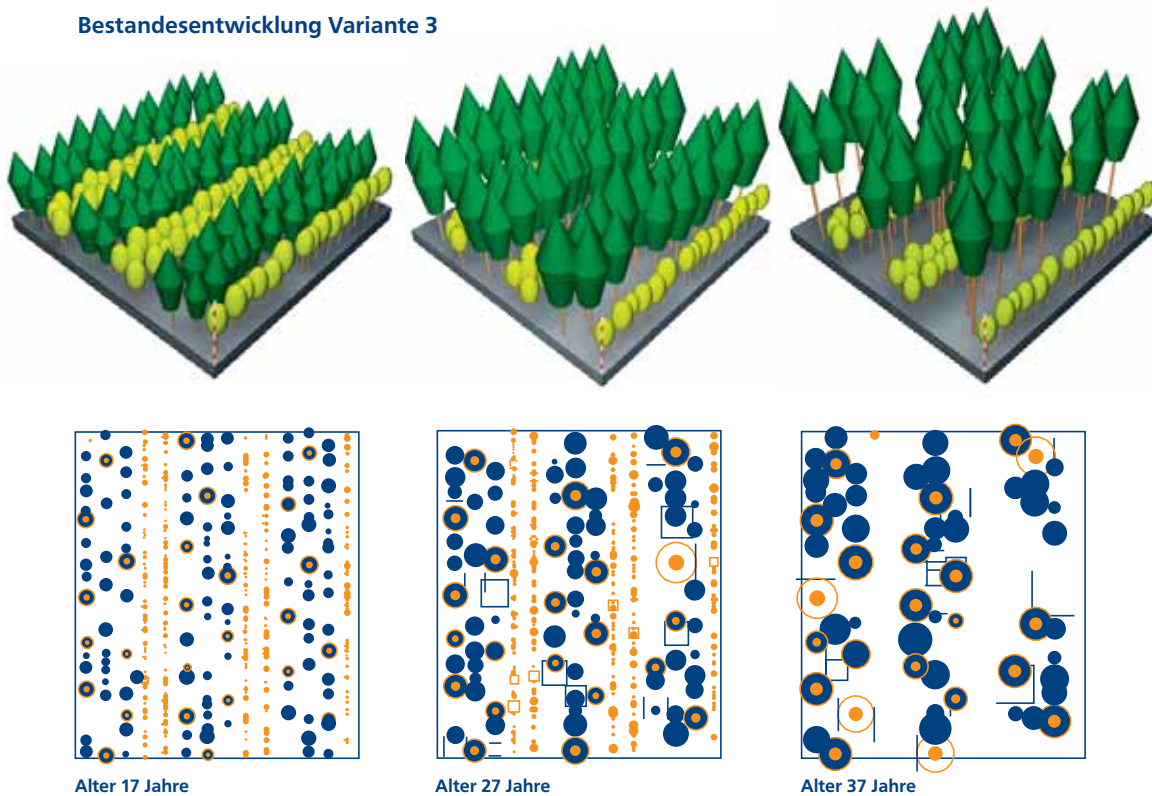 Bestandesentwicklung Variante 3
Alter 17 Jahre
Alter 27 Jahre
Alter 37 Jahre